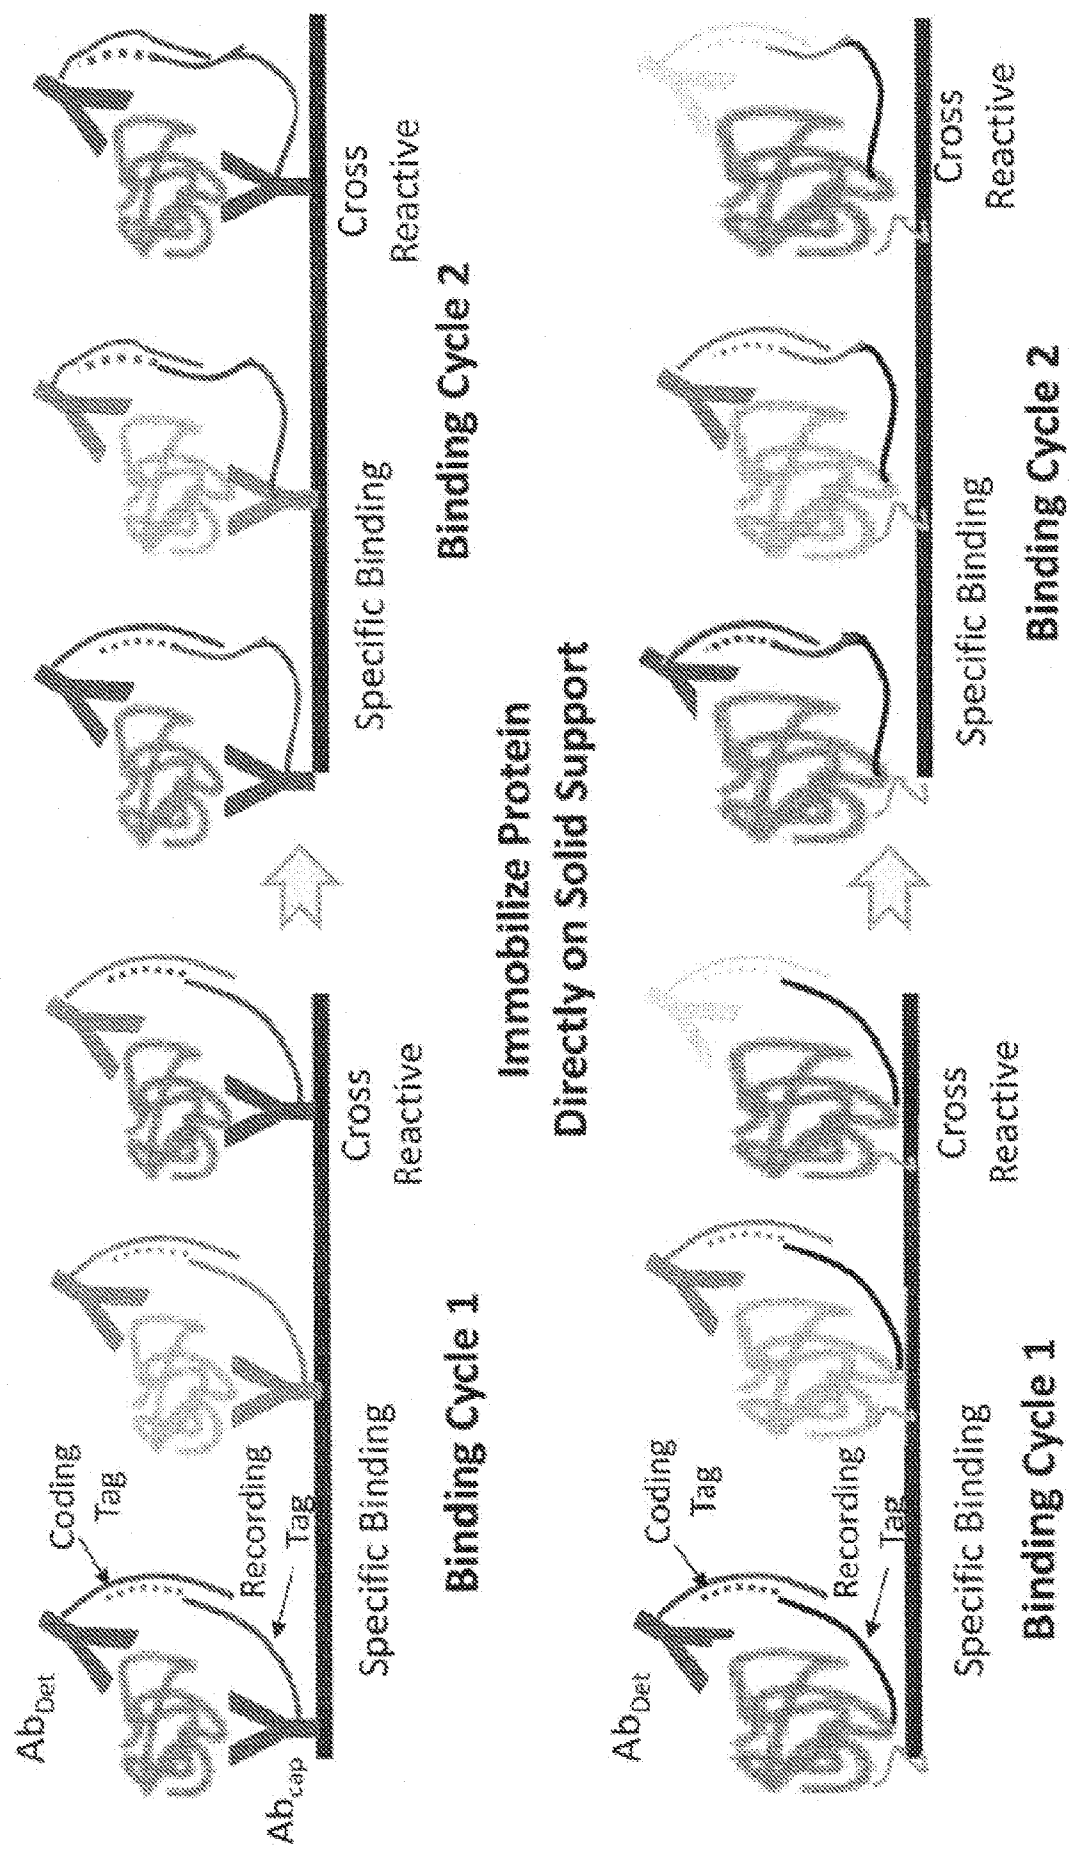 Ab_Det
Coding
Tag
Recording
Tag
Ab_cap
Specific Binding
Cross
Reactive
Binding Cycle 1
Specific Binding
Cross
Reactive
Binding Cycle 2
Immobilize Protein
Directly on Solid Support
Ab_Det
Coding
Tag
Recording
Tag
Specific Binding
Cross
Reactive
Binding Cycle 1
Specific Binding
Cross
Reactive
Binding Cycle 2